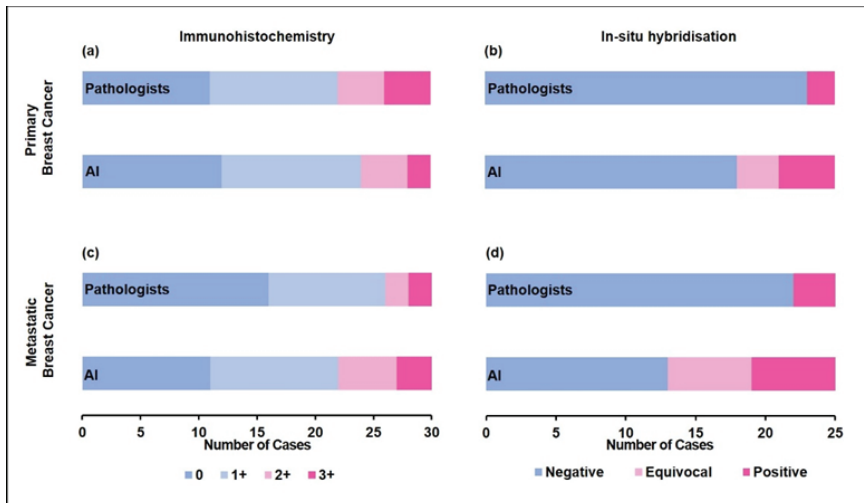 Immunohistochemistry
In-situ hybridisation
(a)
(b)
Primary
Breast Cancer
Pathologists
Pathologists
AI
AI
(c)
(d)
Metastatic
Breast Cancer
Pathologists
Pathologists
AI
AI
0 5 10 15 20 25 30
0 5 10 15 20 25
Number of Cases
Number of Cases
0 1+ 2+ 3+
Negative Equivocal Positive